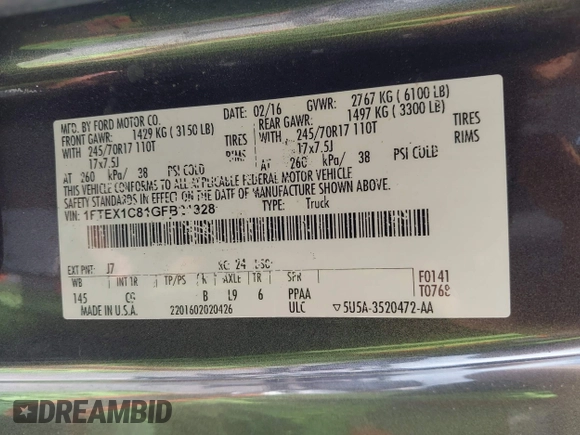 MFD. BY FORD MOTOR CO.
DATE: 02/16 GVWR: 2767 KG ( 6100 LB)
FRONT GAWR: 1429 KG ( 3150 LB)
REAR GAWR: 1497 KG ( 3300 LB)
WITH 245/70R17 110T TIRES
WITH 245/70R17 110T TIRES
17x7.5J RIMS
17x7.5J RIMS
AT 260 kPa/ 38 PSI COLD
AT 260 kPa/ 38 PSI COLD
THIS VEHICLE CONFORMS TO ALL APPLICABLE FEDERAL MOTOR VEHICLE
SAFETY STANDARDS IN EFFECT ON THE DATE OF MANUFACTURE SHOWN ABOVE.
VIN: TYPE: Truck
EXT PNT: J7 RC: 24 DSO:
WB INT TR TP/PS R AXLE TR SPR
145 B L9 6 PPAA
F0141
T0768
MADE IN U.S.A. 2201602020426 ULC ▽5U5A-3520472-AA
DREAMBID